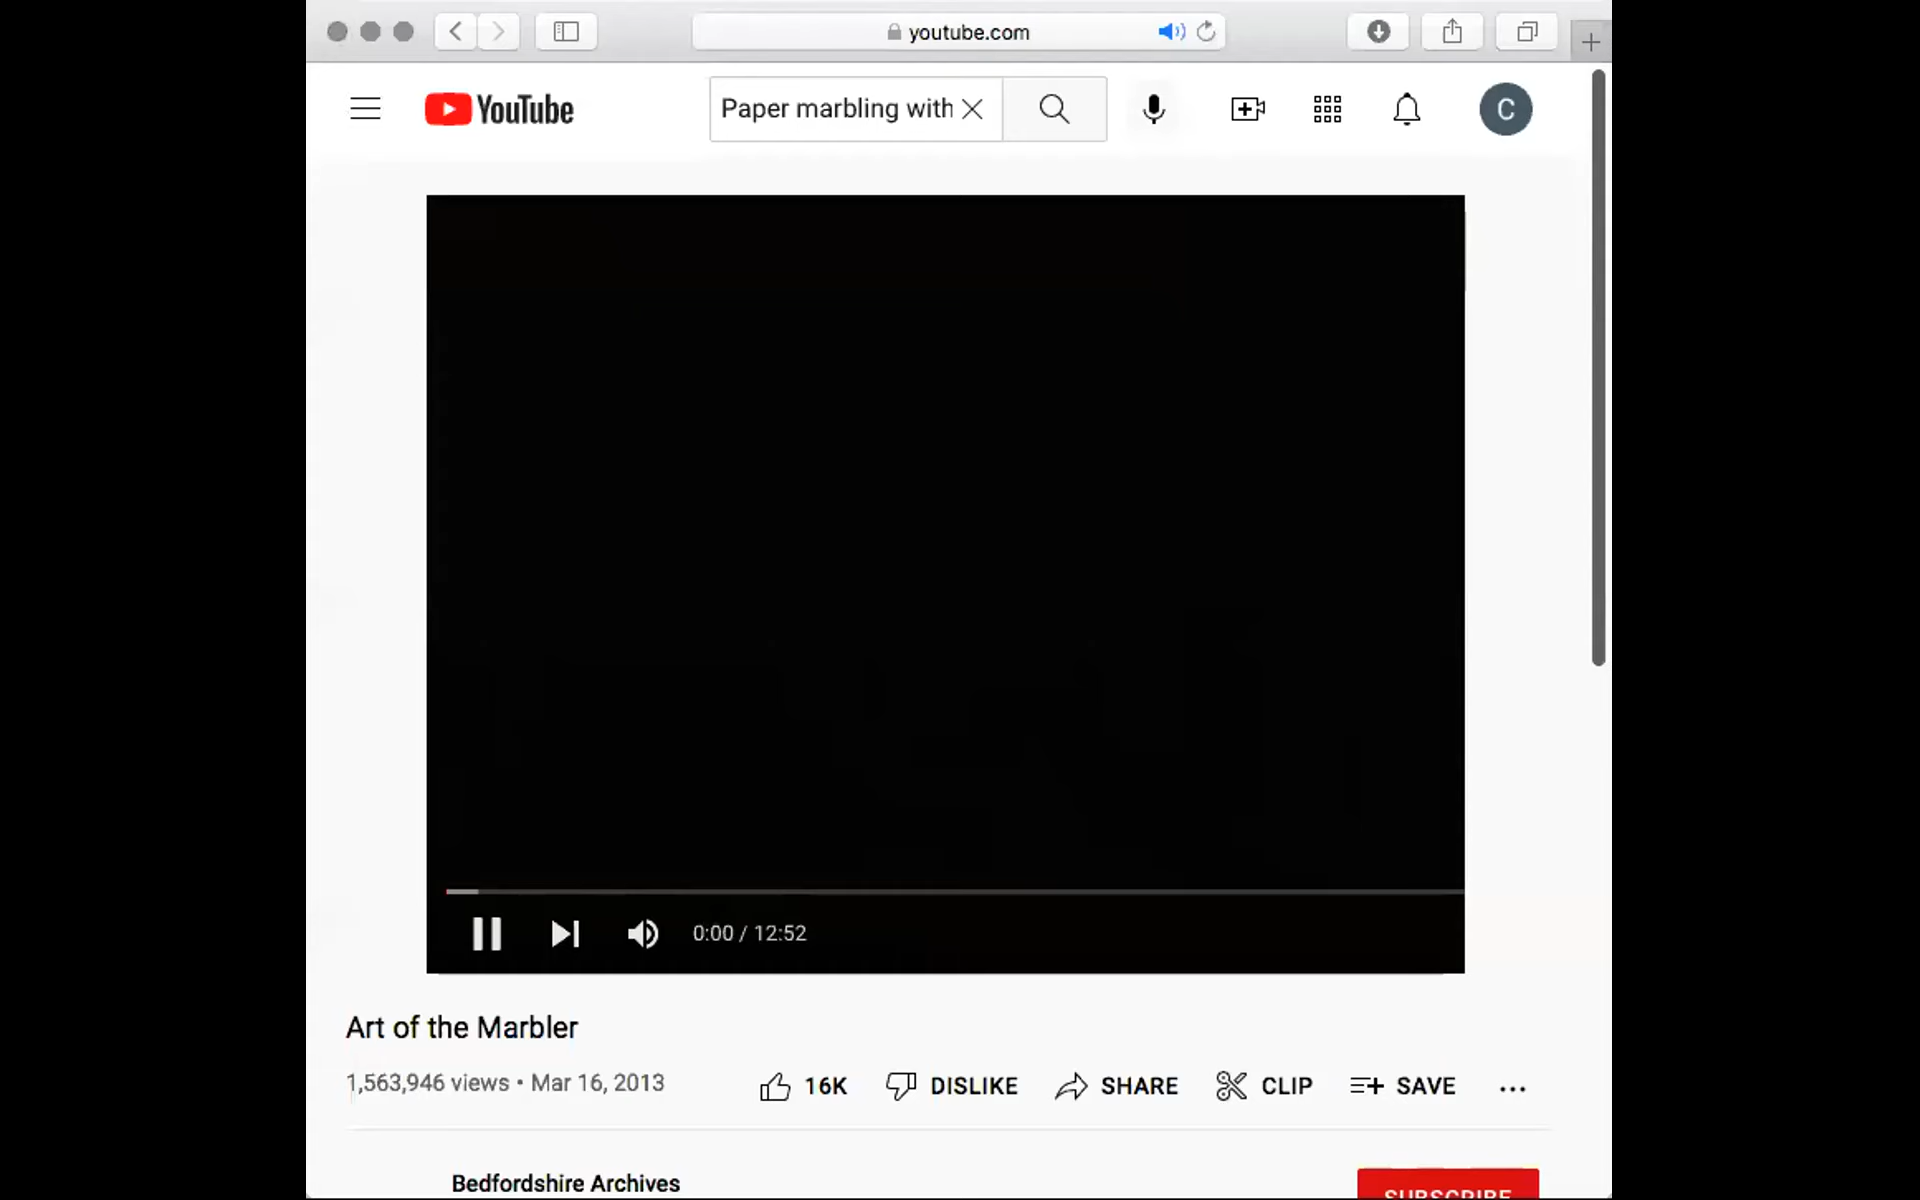 youtube.com
YouTube
Paper marbling with
C
0:00 / 12:52
Art of the Marbler
1,563,946 views • Mar 16, 2013
16K DISLIKE SHARE CLIP SAVE
Bedfordshire Archives
SUBSCRIBE